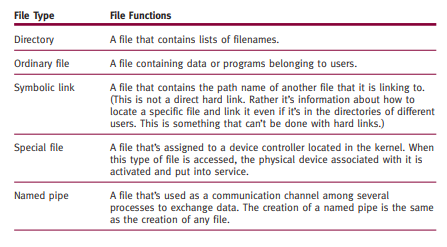 File Type File Functions
Directory A file that contains lists of filenames.
Ordinary file A file containing data or programs belonging to users.
Symbolic link A file that contains the path name of another file that it is linking to.
(This is not a direct hard link. Rather it's information about how to
locate a specific file and link it even if it's in the directories of different
users. This is something that can't be done with hard links.)
Special file A file that's assigned to a device controller located in the kernel. When
this type of file is accessed, the physical device associated with it is
activated and put into service.
Named pipe A file that's used as a communication channel among several
processes to exchange data. The creation of a named pipe is the same
as the creation of any file.